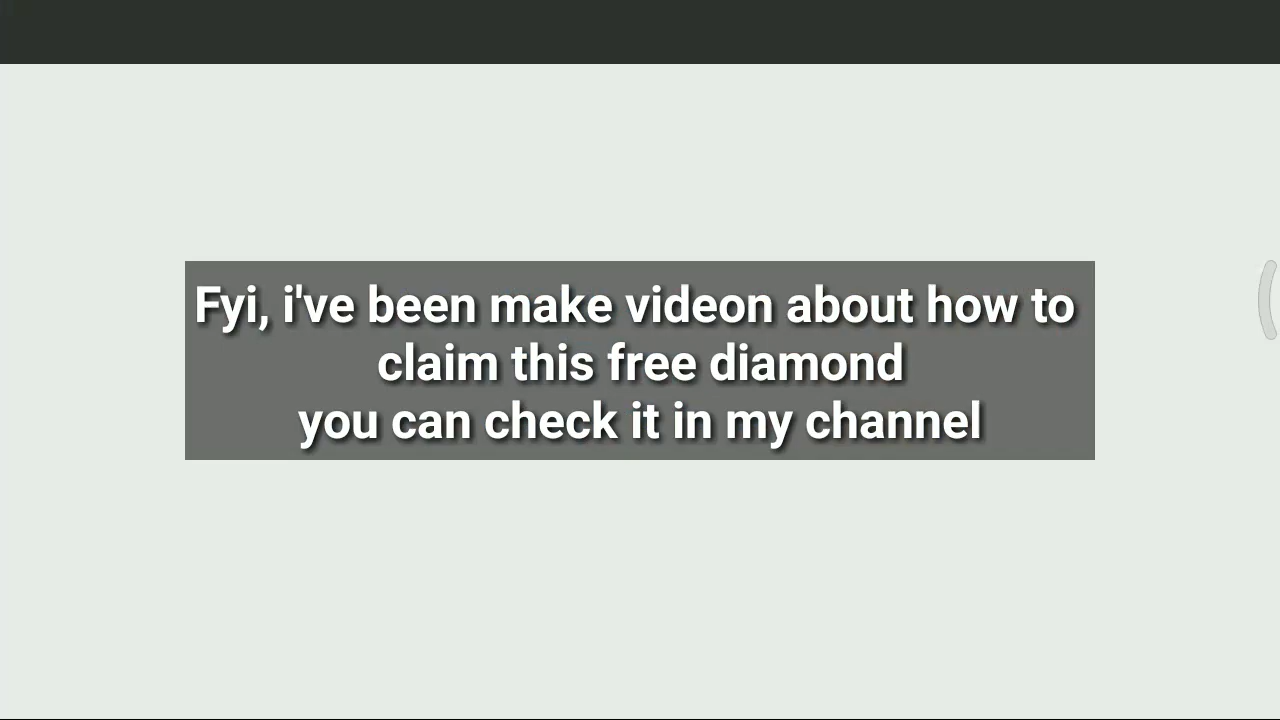 Fyi, i've been make videon about how to
claim this free diamond
you can check it in my channel